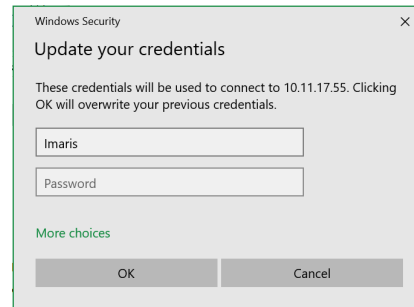 Windows Security
Update your credentials
These credentials will be used to connect to 10.11.17.55. Clicking
OK will overwrite your previous credentials.
Imaris
Password
More choices
OK
Cancel